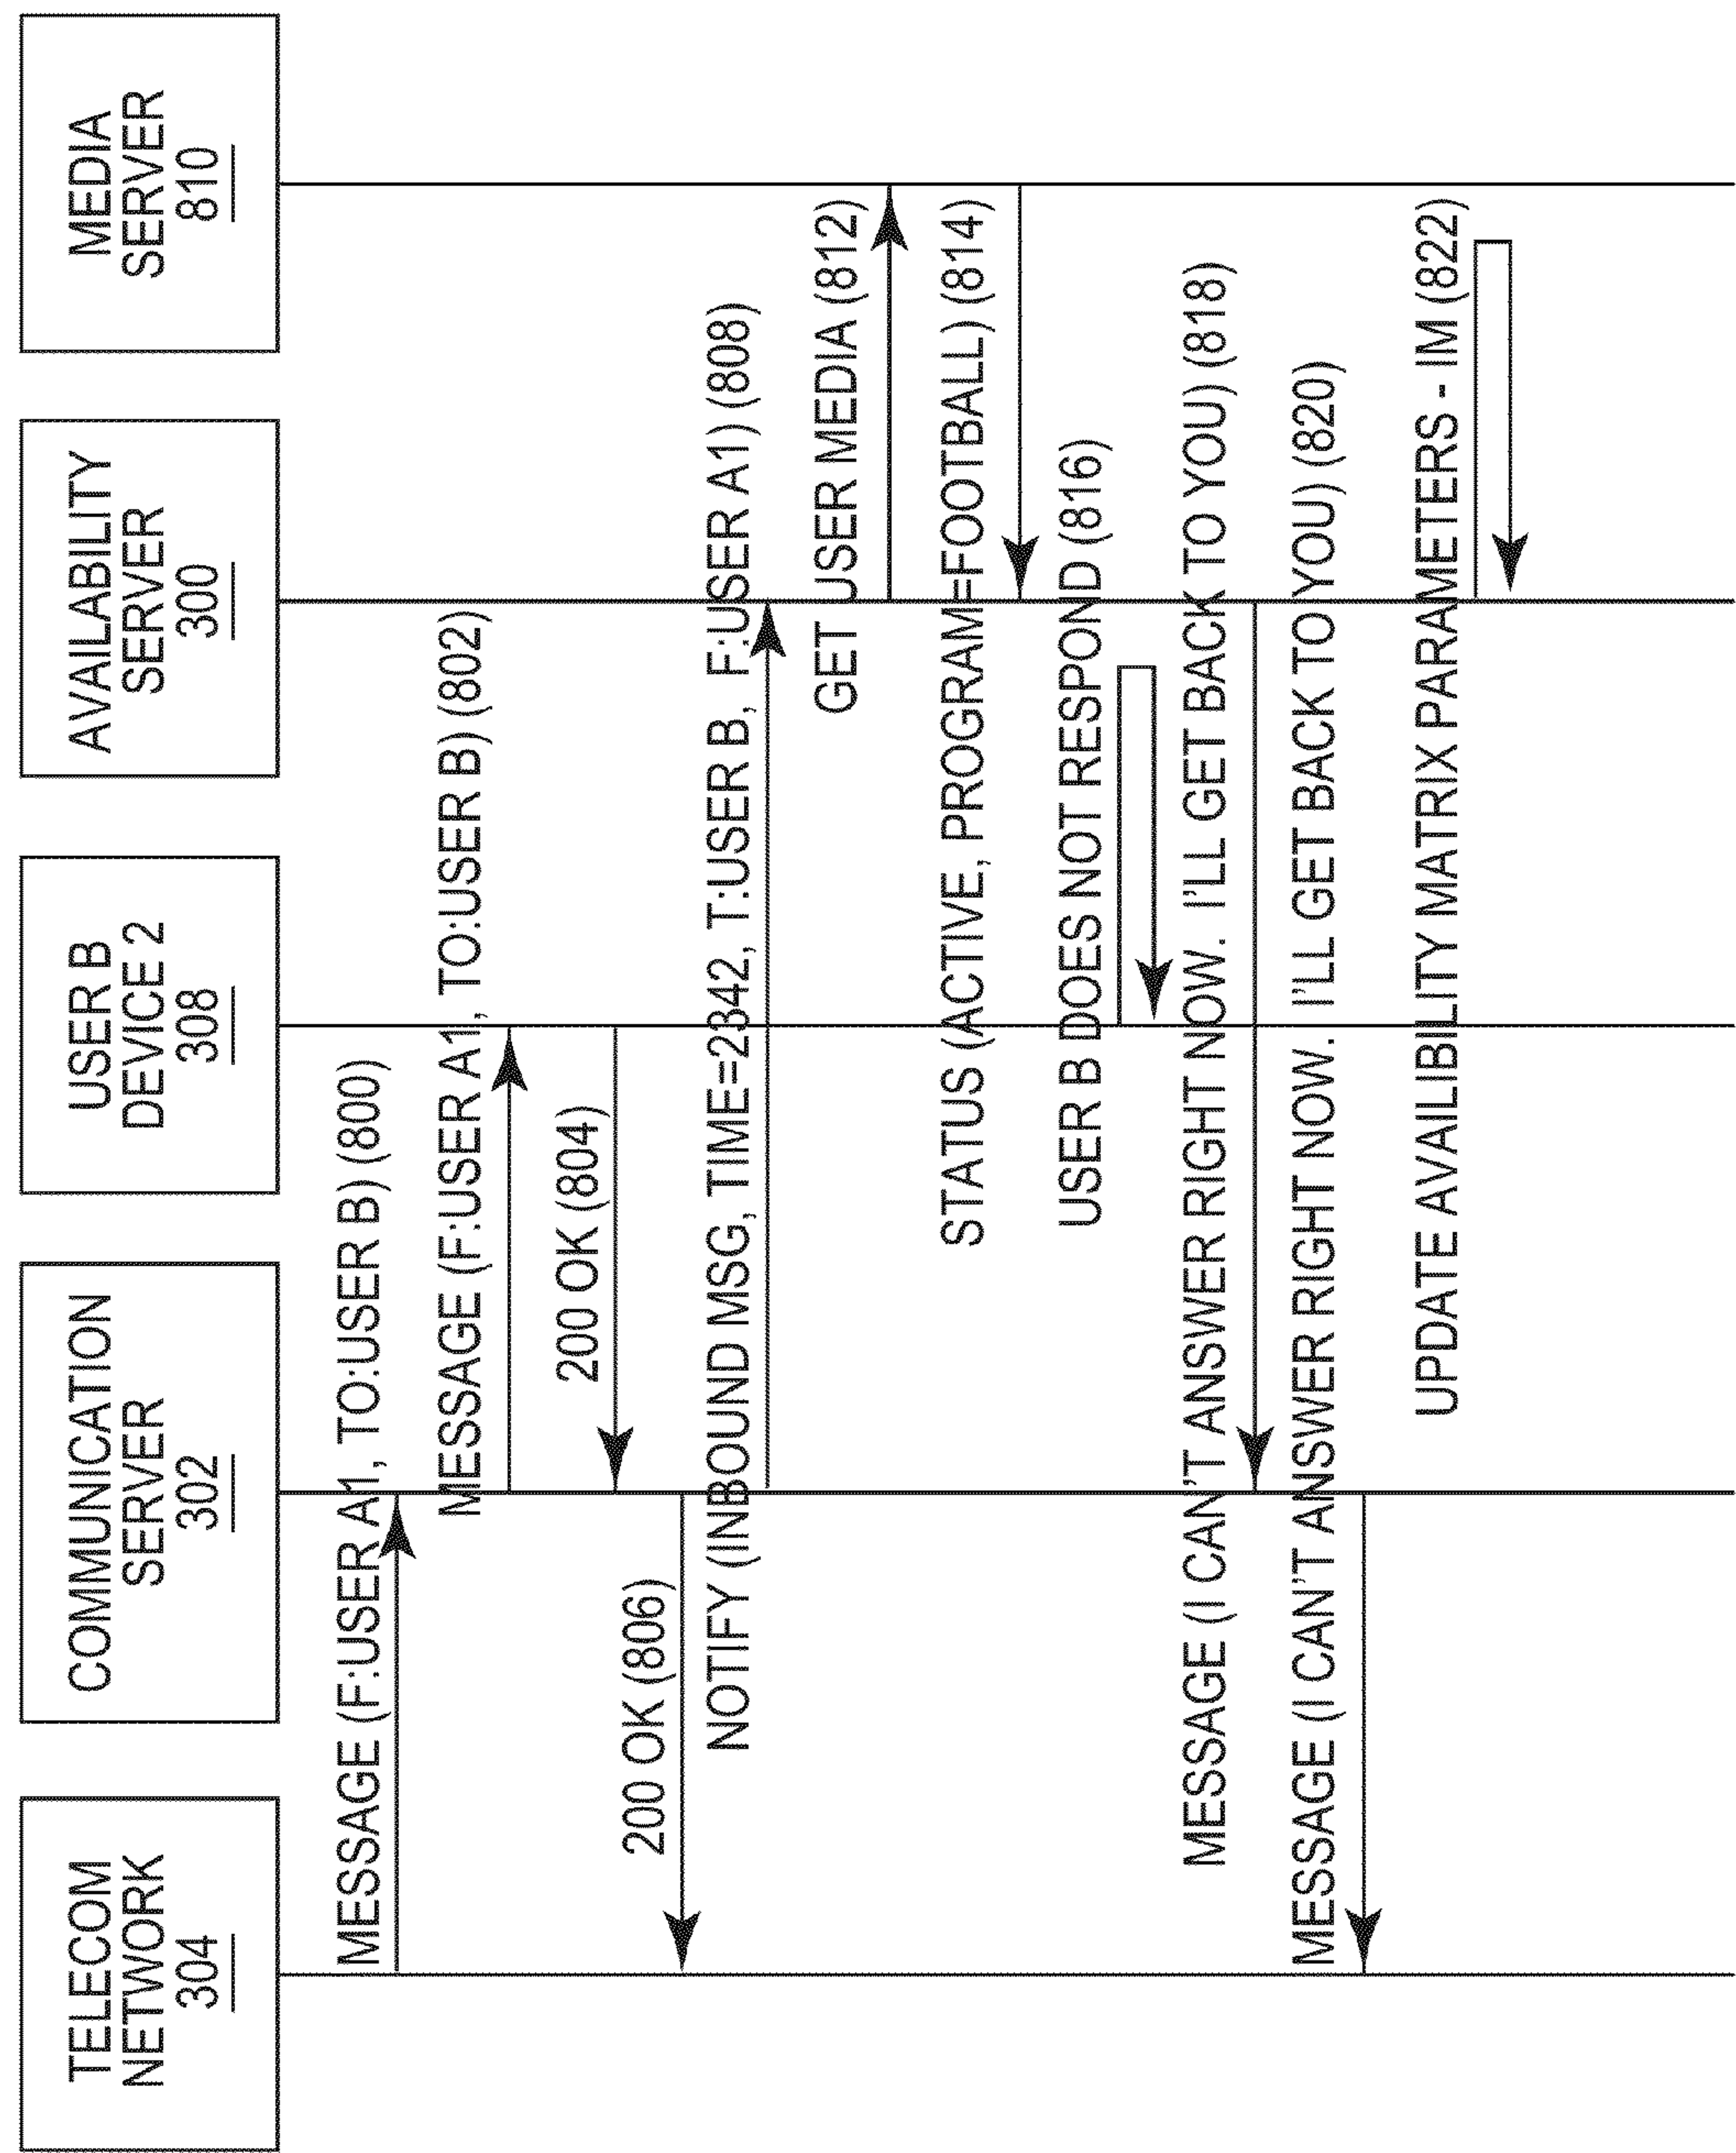 TELECOM
NETWORK
304
COMMUNICATION
SERVER
302
USER B
DEVICE 2
308
AVAILABILITY
SERVER
300
MEDIA
SERVER
810
MESSAGE (F:USER A1, TO:USER B) (800)
MESSAGE (F:USER A1, TO:USER B) (802)
200 OK (804)
200 OK (806)
NOTIFY (INBOUND MSG, TIME=2342, T:USER B, F:USER A1) (808)
GET USER MEDIA (812)
STATUS (ACTIVE, PROGRAM=FOOTBALL) (814)
USER B DOES NOT RESPOND (816)
MESSAGE (I CAN'T ANSWER RIGHT NOW. I'LL GET BACK TO YOU) (818)
MESSAGE (I CAN'T ANSWER RIGHT NOW. I'LL GET BACK TO YOU) (820)
UPDATE AVAILIBILITY MATRIX PARAMETERS - IM (822)